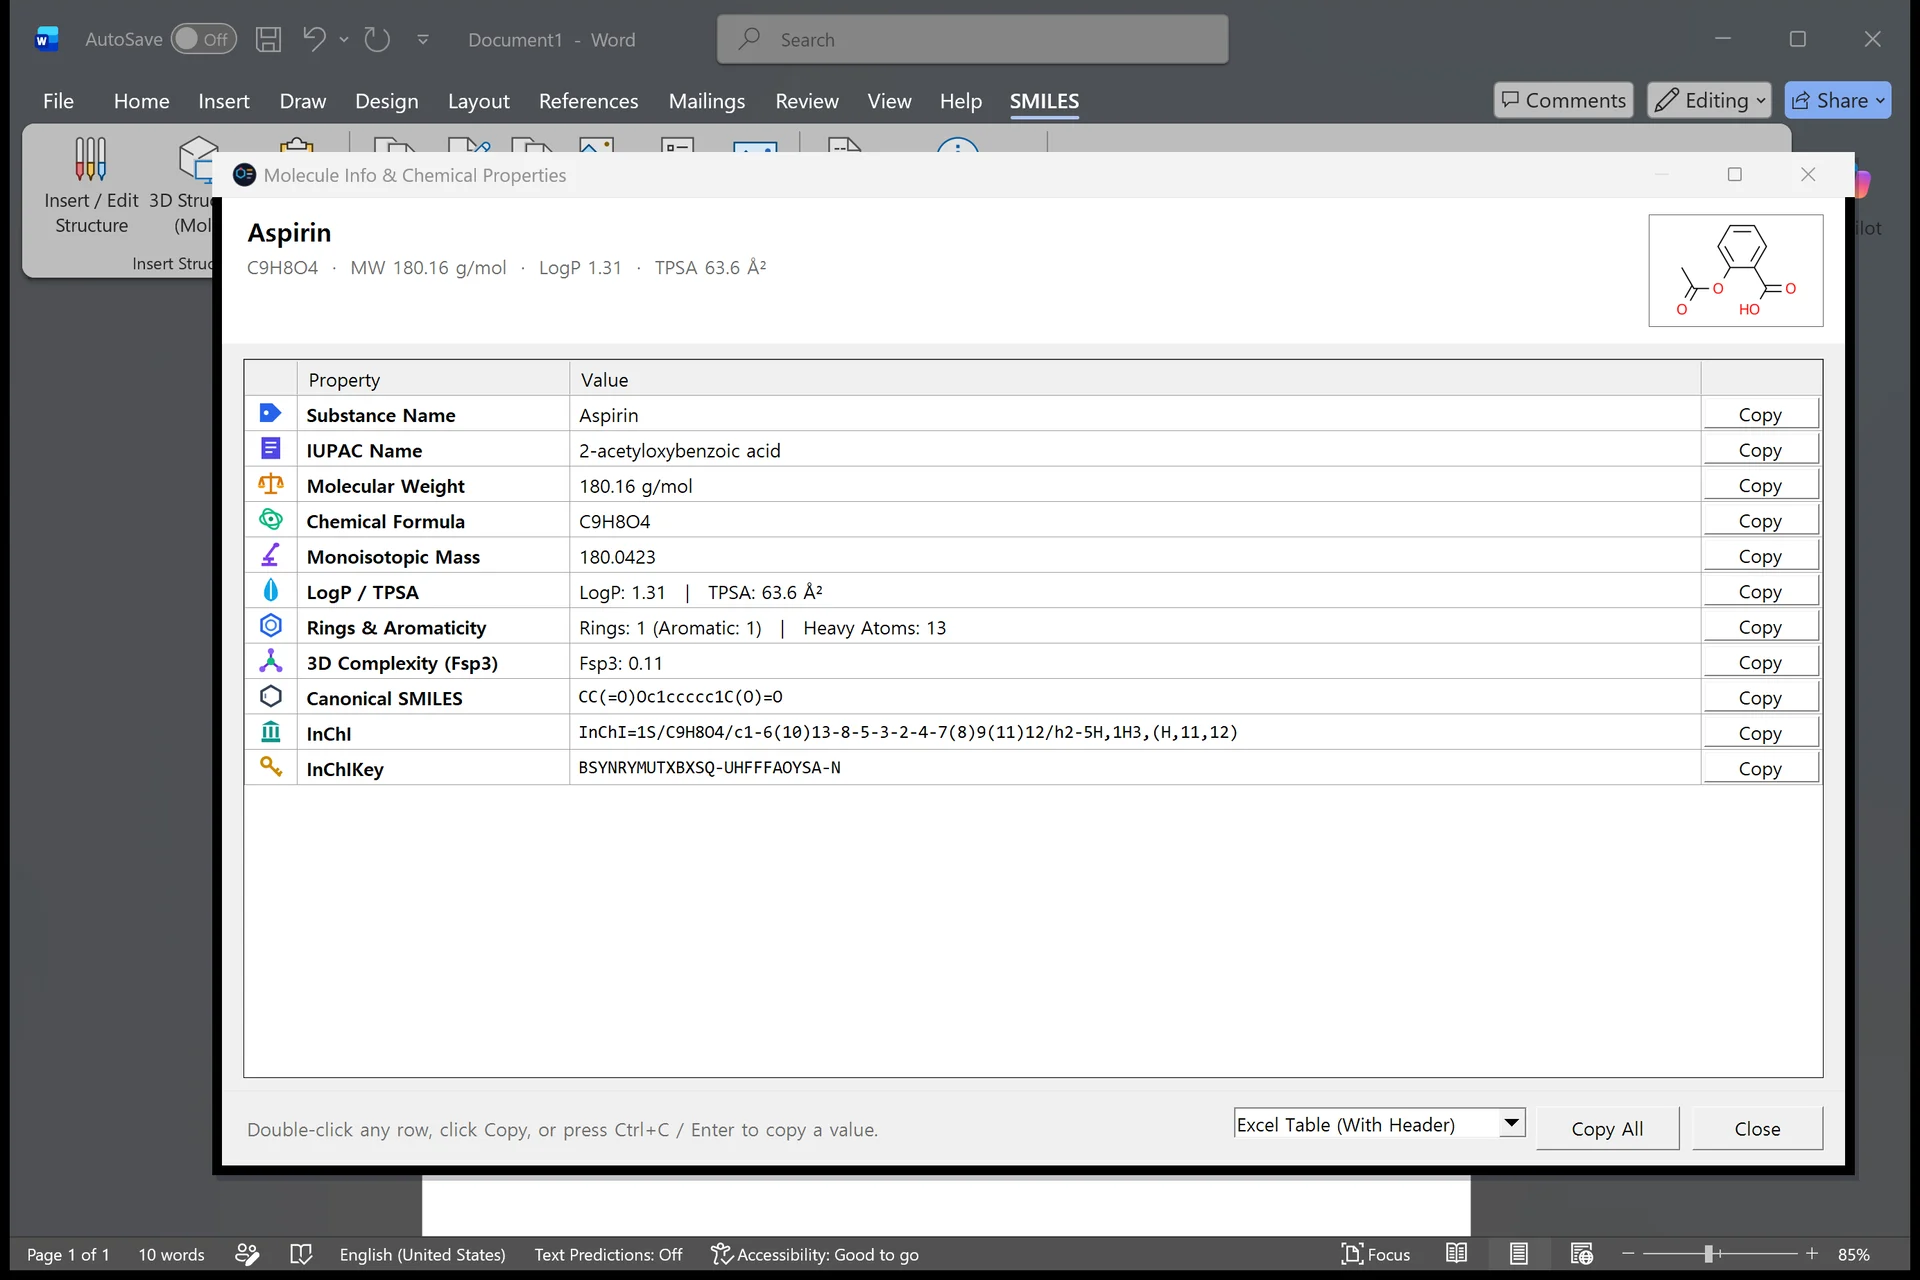 AutoSave Off Document1 - Word Search
File Home Insert Draw Design Layout References Mailings Review View Help SMILES Comments Editing Share
Insert / Edit
Structure
Molecule Info & Chemical Properties
Aspirin
C9H8O4 · MW 180.16 g/mol · LogP 1.31 · TPSA 63.6 Å²
O O O HO
Property Value
Substance Name Aspirin Copy
IUPAC Name 2-acetyloxybenzoic acid Copy
Molecular Weight 180.16 g/mol Copy
Chemical Formula C9H8O4 Copy
Monoisotopic Mass 180.0423 Copy
LogP / TPSA LogP: 1.31 | TPSA: 63.6 Å² Copy
Rings & Aromaticity Rings: 1 (Aromatic: 1) | Heavy Atoms: 13 Copy
3D Complexity (Fsp3) Fsp3: 0.11 Copy
Canonical SMILES CC(=O)Oc1ccccc1C(O)=O Copy
InChI InChI=1S/C9H8O4/c1-6(10)13-8-5-3-2-4-7(8)9(11)12/h2-5H,1H3,(H,11,12) Copy
InChIKey BSYNRYMUTXBXSQ-UHFFFAOYSA-N Copy
Double-click any row, click Copy, or press Ctrl+C / Enter to copy a value. Excel Table (With Header) Copy All Close
Page 1 of 1 10 words English (United States) Text Predictions: Off Accessibility: Good to go Focus 85%